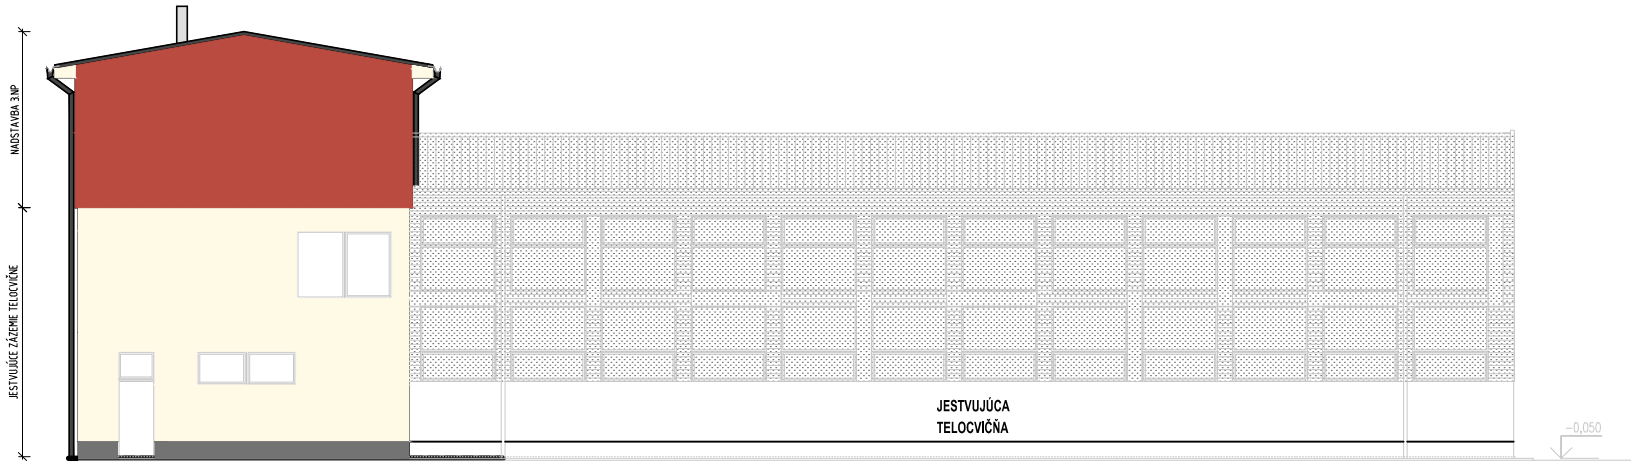 NADSTAVBA 3.NP
JESTVUJÚCE ZÁZEMIE TELOCVIČNE
JESTVUJÚCA
TELOCVIČŇA
-0,050